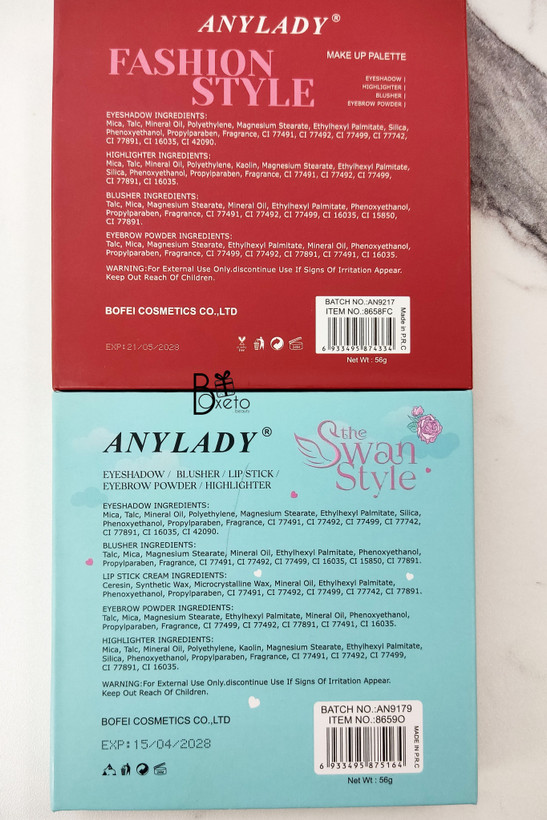 ANYLADY®
FASHION
STYLE
MAKE UP PALETTE
EYESHADOW |
HIGHLIGHTER |
BLUSHER |
EYEBROW POWDER |
EYESHADOW INGREDIENTS:
Mica, Talc, Mineral Oil, Polyethylene, Magnesium Stearate, Ethylhexyl Palmitate, Silica,
Phenoxyethanol, Propylparaben, Fragrance, CI 77491, CI 77492, CI 77499, CI 77742,
CI 77891, CI 16035, CI 42090.
HIGHLIGHTER INGREDIENTS:
Mica, Talc, Mineral Oil, Polyethylene, Kaolin, Magnesium Stearate, Ethylhexyl Palmitate,
Silica, Phenoxyethanol, Propylparaben, Fragrance, CI 77491, CI 77492, CI 77499,
CI 77891, CI 16035.
BLUSHER INGREDIENTS:
Talc, Mica, Magnesium Stearate, Mineral Oil, Ethylhexyl Palmitate, Phenoxyethanol,
Propylparaben, Fragrance, CI 77491, CI 77492, CI 77499, CI 16035, CI 15850,
CI 77891.
EYEBROW POWDER INGREDIENTS:
Talc, Mica, Magnesium Stearate, Ethylhexyl Palmitate, Mineral Oil, Phenoxyethanol,
Propylparaben, Fragrance, CI 77499, CI 77492, CI 77891, CI 77491, CI 16035.
WARNING:For External Use Only.discontinue Use If Signs Of Irritation Appear.
Keep Out Reach Of Children.
BOFEI COSMETICS CO.,LTD
EXP:21/05/2028
BATCH NO.:AN9217
ITEM NO.:8658FC
6 933495 874334
Made in P.R.C
Net Wt : 56g
Boxeto
ANYLADY®
the
Swan
Style
EYESHADOW / BLUSHER / LIP STICK /
EYEBROW POWDER / HIGHLIGHTER
EYESHADOW INGREDIENTS:
Mica, Talc, Mineral Oil, Polyethylene, Magnesium Stearate, Ethylhexyl Palmitate, Silica,
Phenoxyethanol, Propylparaben, Fragrance, CI 77491, CI 77492, CI 77499, CI 77742,
CI 77891, CI 16035, CI 42090.
BLUSHER INGREDIENTS:
Talc, Mica, Magnesium Stearate, Mineral Oil, Ethylhexyl Palmitate, Phenoxyethanol,
Propylparaben, Fragrance, CI 77491, CI 77492, CI 77499, CI 16035, CI 15850, CI 77891.
LIP STICK CREAM INGREDIENTS:
Ceresin, Synthetic Wax, Microcrystalline Wax, Mineral Oil, Ethylhexyl Palmitate,
Phenoxyethanol, Propylparaben, CI 77491, CI 77492, CI 77499, CI 77742, CI 77891.
EYEBROW POWDER INGREDIENTS:
Talc, Mica, Magnesium Stearate, Ethylhexyl Palmitate, Mineral Oil, Phenoxyethanol,
Propylparaben, Fragrance, CI 77499, CI 77492, CI 77891, CI 77491, CI 16035.
HIGHLIGHTER INGREDIENTS:
Mica, Talc, Mineral Oil, Polyethylene, Kaolin, Magnesium Stearate, Ethylhexyl Palmitate,
Silica, Phenoxyethanol, Propylparaben, Fragrance, CI 77491, CI 77492, CI 77499,
CI 77891, CI 16035.
WARNING:For External Use Only.discontinue Use If Signs Of Irritation Appear.
Keep Out Reach Of Children.
BOFEI COSMETICS CO.,LTD
EXP:15/04/2028
BATCH NO.:AN9179
ITEM NO.:8659O
6 933495 875164
MADE IN P.R.C
Net Wt : 56g